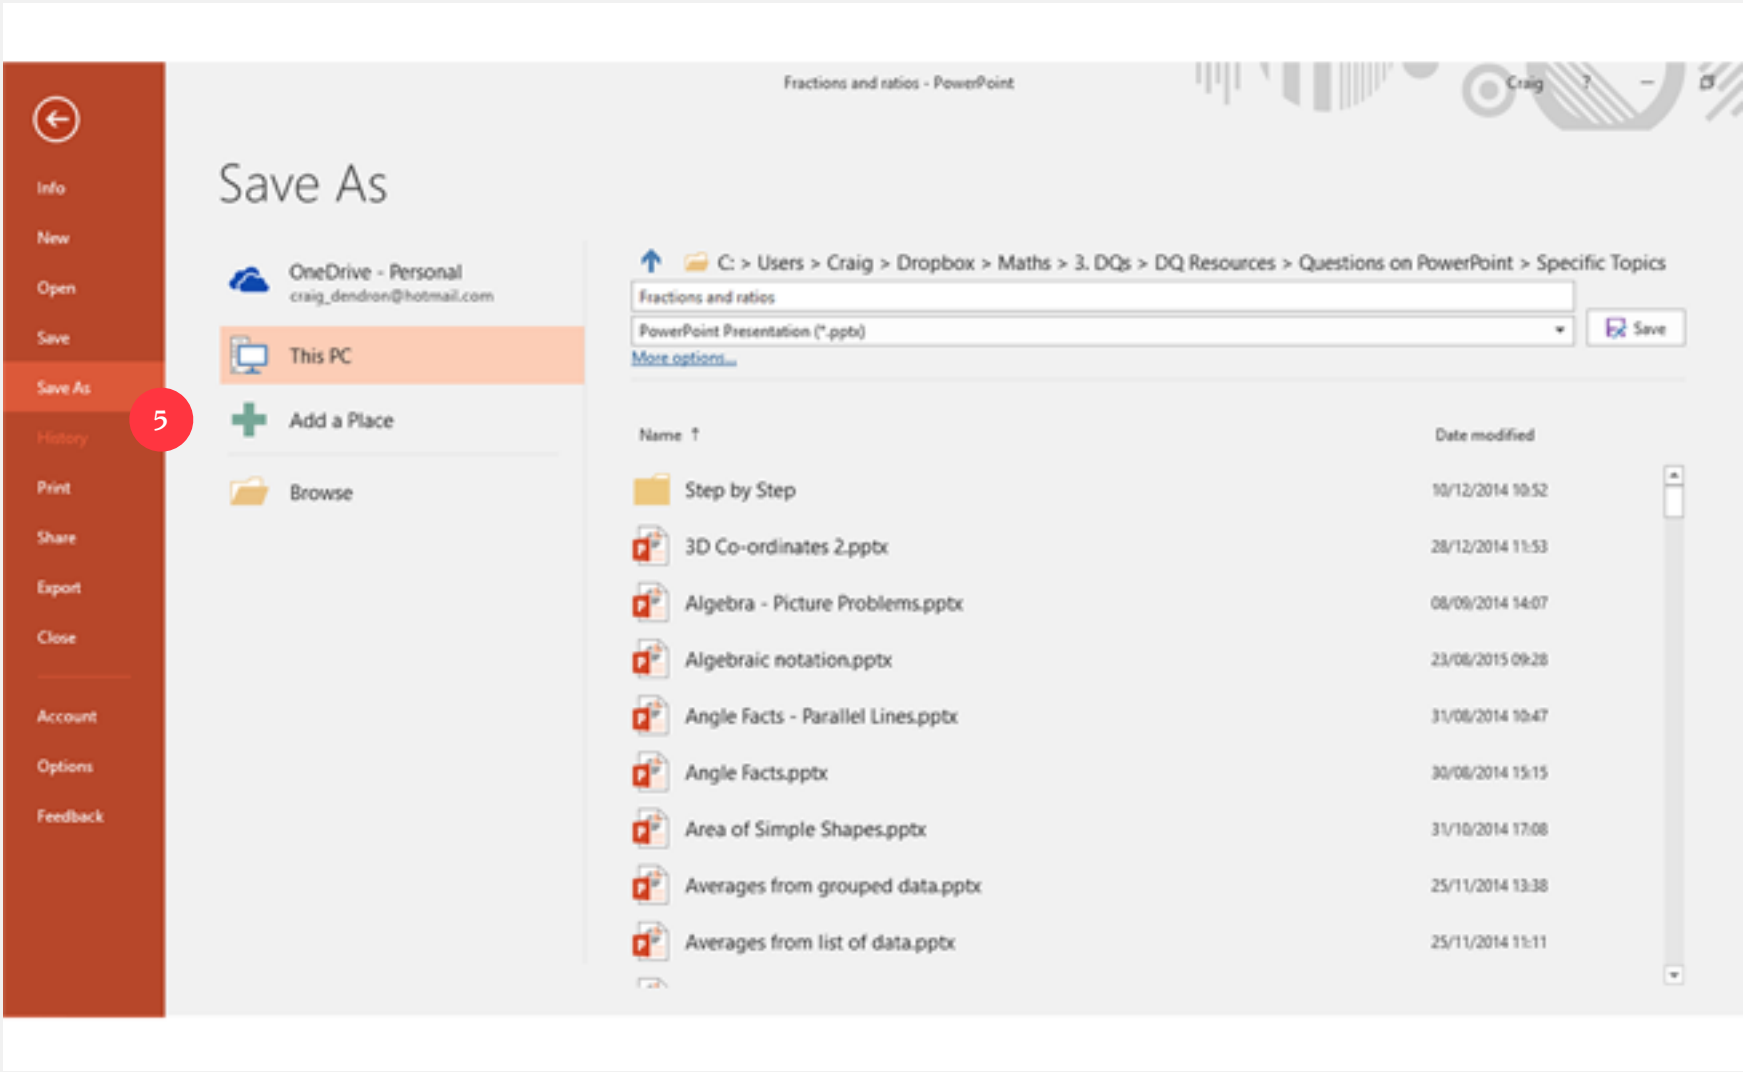 Fractions and ratios - PowerPoint
Craig ?
Save As
Info
New
Open
Save
Save As
5
History
Print
Share
Export
Close
Account
Options
Feedback
OneDrive - Personal
craig_dendron@hotmail.com
This PC
Add a Place
Browse
C: > Users > Craig > Dropbox > Maths > 3. DQs > DQ Resources > Questions on PowerPoint > Specific Topics
Fractions and ratios
PowerPoint Presentation (*.pptx)
Save
More options...
Name ↑ Date modified
Step by Step 10/12/2014 10:52
3D Co-ordinates 2.pptx 28/12/2014 11:53
Algebra - Picture Problems.pptx 08/09/2014 14:07
Algebraic notation.pptx 23/08/2015 09:28
Angle Facts - Parallel Lines.pptx 31/08/2014 10:47
Angle Facts.pptx 30/08/2014 15:15
Area of Simple Shapes.pptx 31/10/2014 17:08
Averages from grouped data.pptx 25/11/2014 13:38
Averages from list of data.pptx 25/11/2014 11:11